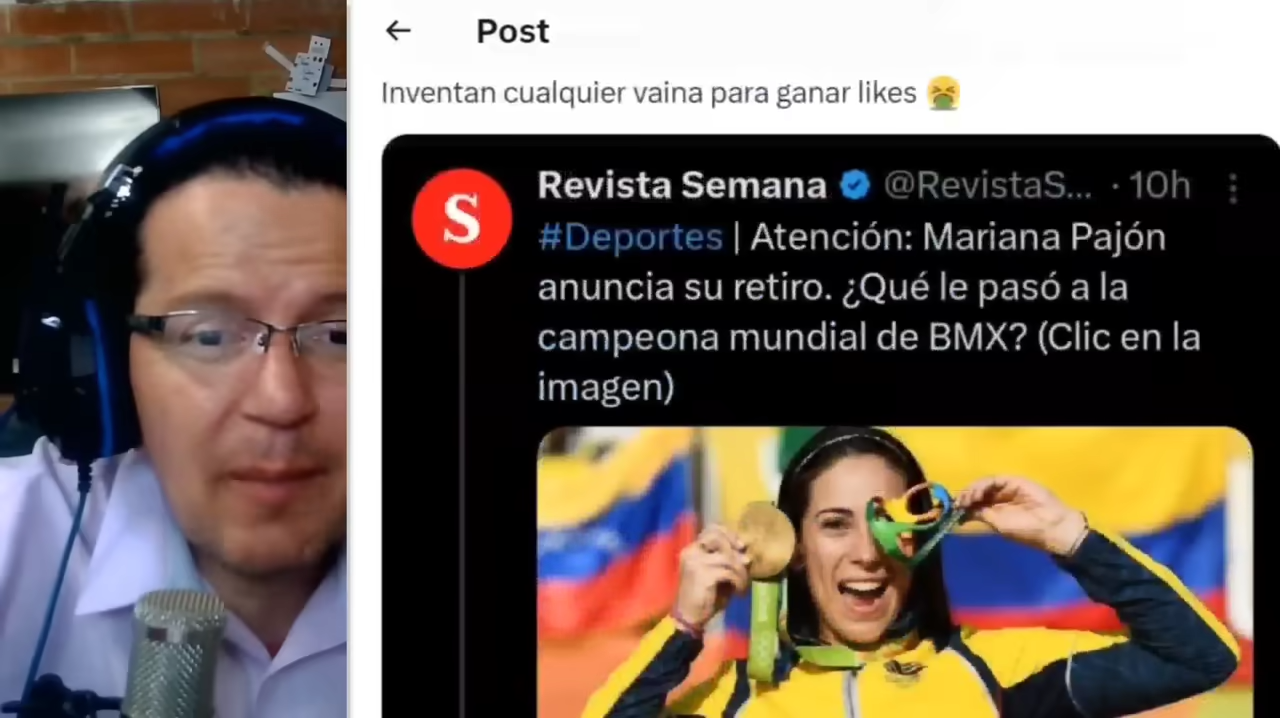 Post
Inventan cualquier vaina para ganar likes 🤮
S
Revista Semana @RevistaS... · 10h
#Deportes | Atención: Mariana Pajón
anuncia su retiro. ¿Qué le pasó a la
campeona mundial de BMX? (Clic en la
imagen)